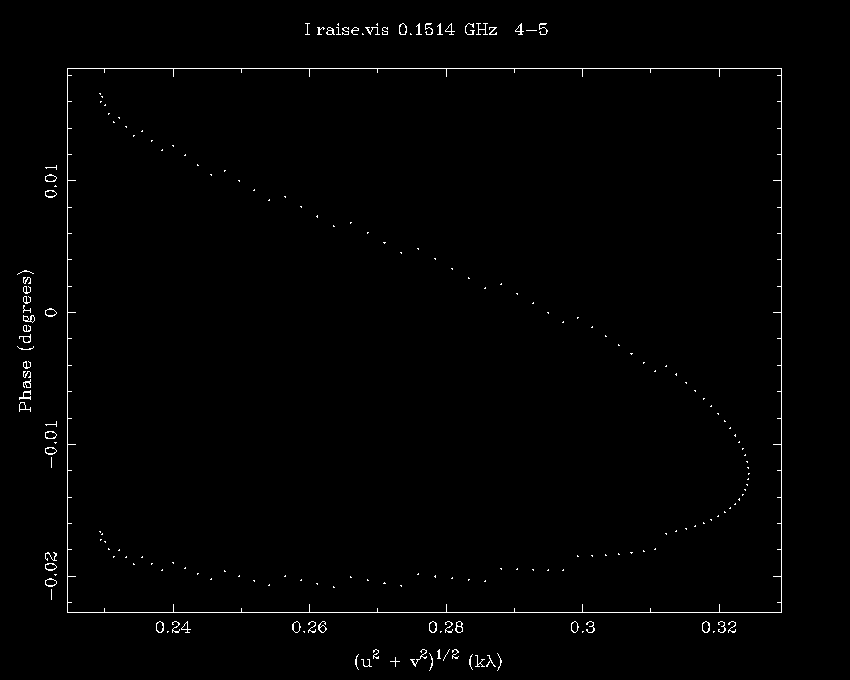 I raise.vis 0.1514 GHz 4−5
0.01
0
−0.01
−0.02
Phase (degrees)
0.24 0.26 0.28 0.3 0.32
(u² + v²)^1/2 (kλ)